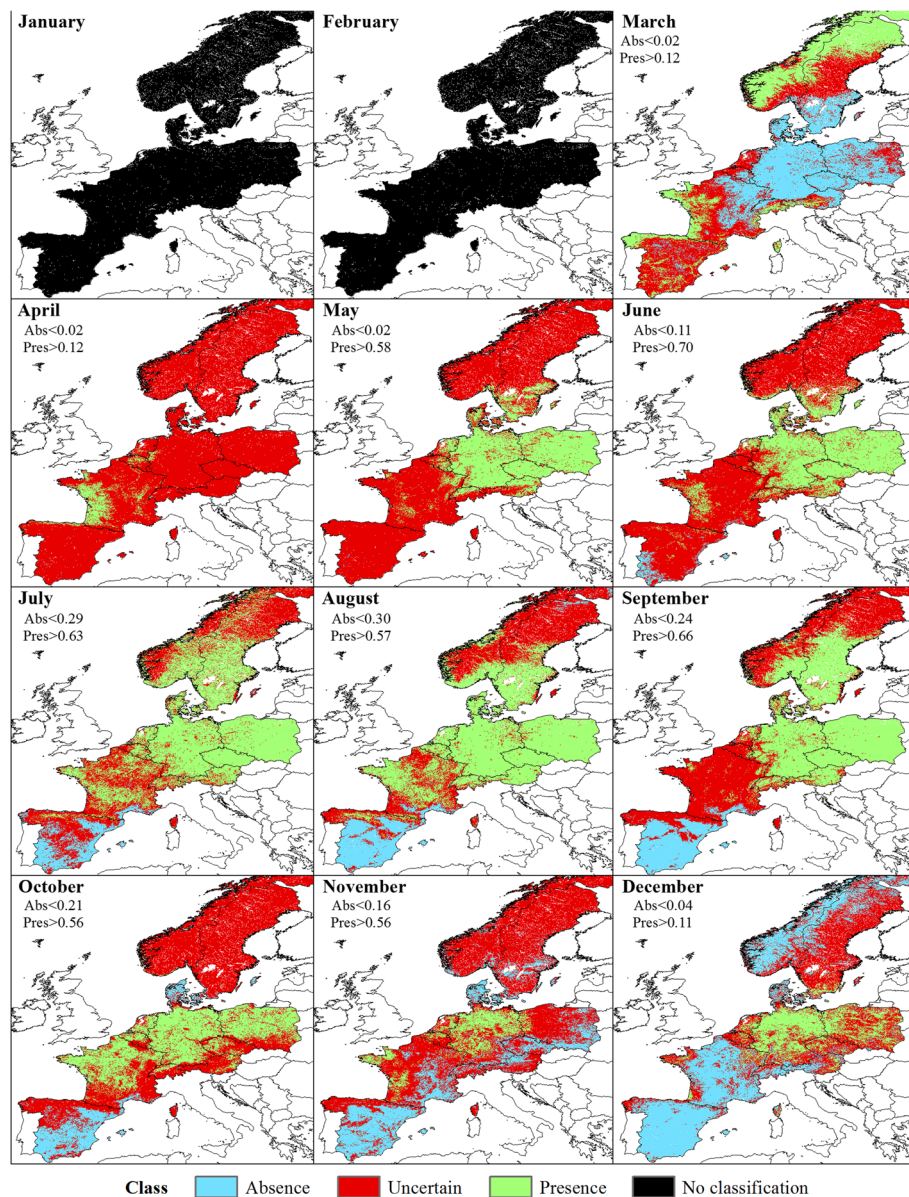 January
February
March
Abs<0.02
Pres>0.12
April
Abs<0.02
Pres>0.12
May
Abs<0.02
Pres>0.58
June
Abs<0.11
Pres>0.70
July
Abs<0.29
Pres>0.63
August
Abs<0.30
Pres>0.57
September
Abs<0.24
Pres>0.66
October
Abs<0.21
Pres>0.56
November
Abs<0.16
Pres>0.56
December
Abs<0.04
Pres>0.11
Class Absence Uncertain Presence No classification